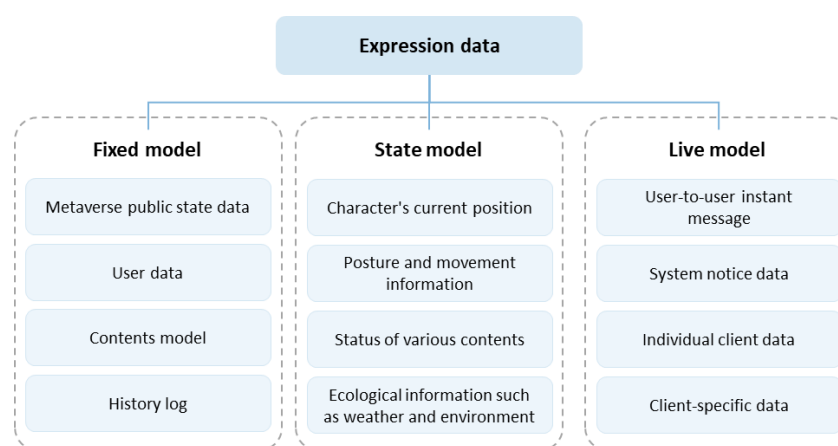 Expression data
Fixed model
Metaverse public state data
User data
Contents model
History log
State model
Character's current position
Posture and movement
information
Status of various contents
Ecological information such
as weather and environment
Live model
User-to-user instant
message
System notice data
Individual client data
Client-specific data